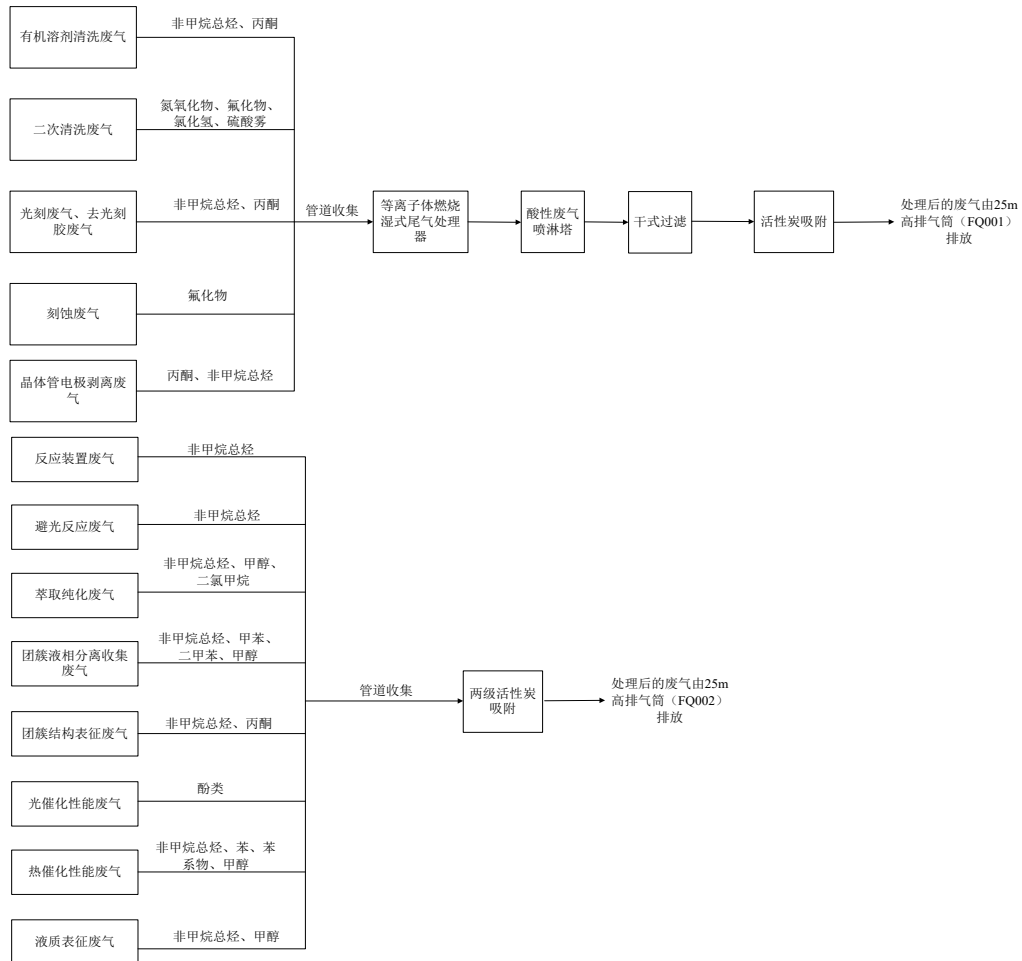 有机溶剂清洗废气
非甲烷总烃、丙酮
二次清洗废气
氮氧化物、氟化物、
氯化氢、硫酸雾
光刻废气、去光刻
胶废气
非甲烷总烃、丙酮
管道收集
等离子体燃烧
湿式尾气处理
器
酸性废气
喷淋塔
干式过滤
活性炭吸附
处理后的废气由25m
高排气筒（FQ001）
排放
刻蚀废气
氟化物
晶体管电极剥离废
气
丙酮、非甲烷总烃
反应装置废气
非甲烷总烃
避光反应废气
非甲烷总烃
萃取纯化废气
非甲烷总烃、甲醇、
二氯甲烷
团簇液相分离收集
废气
非甲烷总烃、甲苯、
二甲苯、甲醇
管道收集
两级活性炭
吸附
处理后的废气由25m
高排气筒（FQ002）
排放
团簇结构表征废气
非甲烷总烃、丙酮
光催化性能废气
酚类
热催化性能废气
非甲烷总烃、苯、苯
系物、甲醇
液质表征废气
非甲烷总烃、甲醇